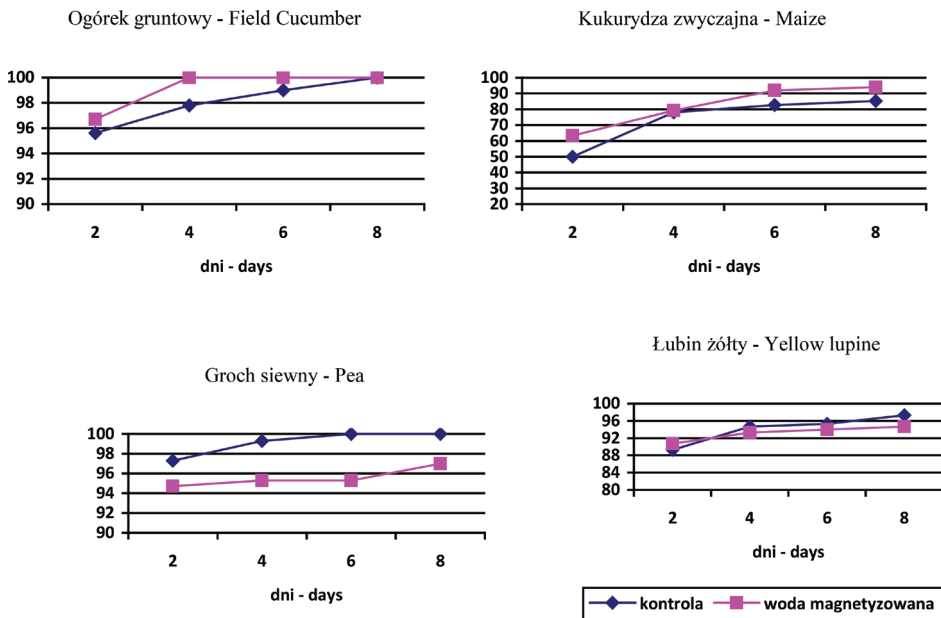 Ogórek gruntowy - Field Cucumber
100
98
96
94
92
90
2 4 6 8
dni - days
Kukurydza zwyczajna - Maize
100
90
80
70
60
50
40
30
20
2 4 6 8
dni - days
Groch siewny - Pea
100
98
96
94
92
90
2 4 6 8
dni - days
Łubin żółty - Yellow lupine
100
96
92
88
84
80
2 4 6 8
dni - days
kontrola woda magnetyzowana